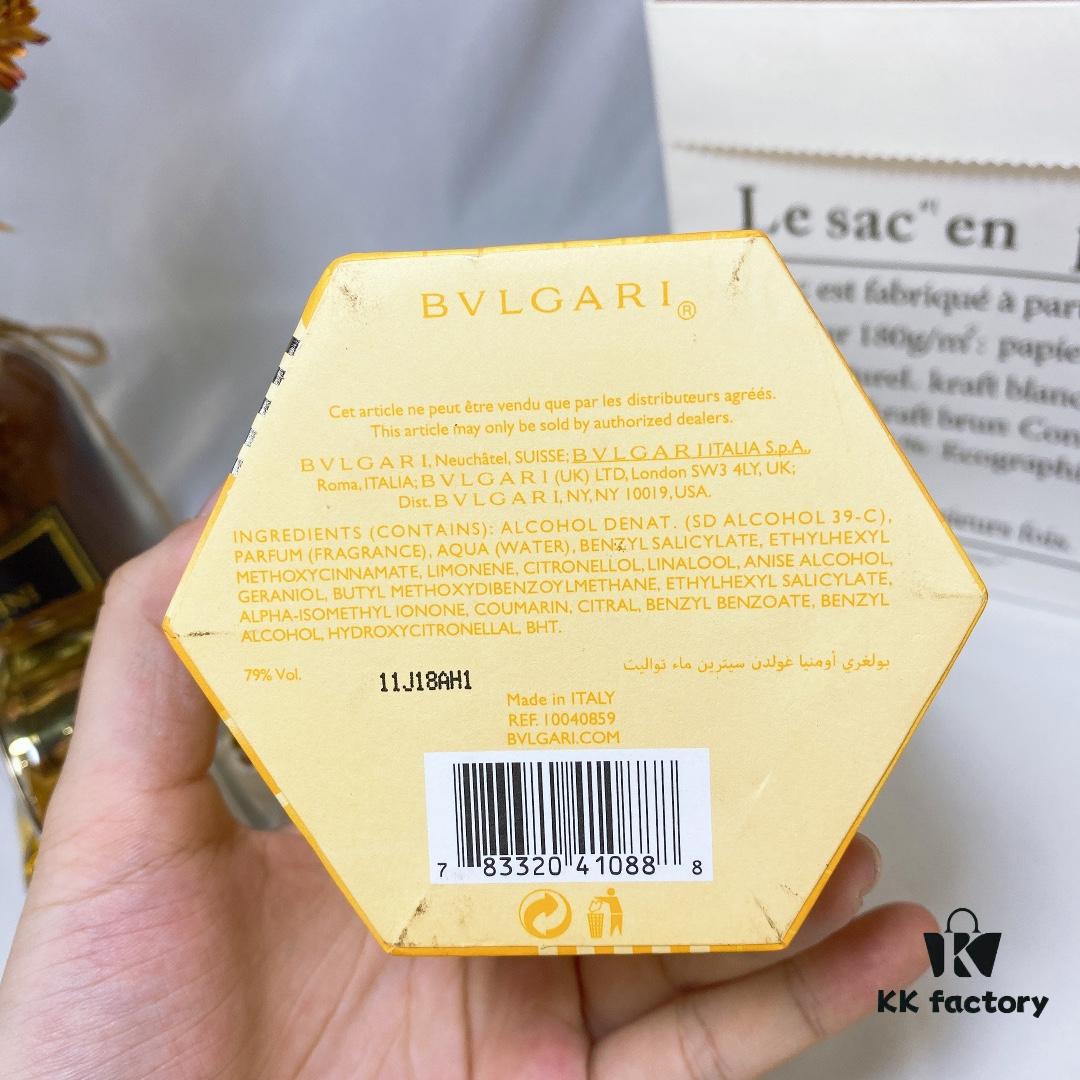 BVLGARI®
Cet article ne peut être vendu que par les distributeurs agréés.
This article may only be sold by authorized dealers.
BVLGARI, Neuchâtel, SUISSE; BVLGARI ITALIA S.p.A.,
Roma, ITALIA; BVLGARI (UK) LTD, London SW3 4LY, UK;
Dist. BVLGARI, NY, NY 10019, USA.
INGREDIENTS (CONTAINS): ALCOHOL DENAT. (SD ALCOHOL 39-C),
PARFUM (FRAGRANCE), AQUA (WATER), BENZYL SALICYLATE, ETHYLHEXYL
METHOXYCINNAMATE, LIMONENE, CITRONELLOL, LINALOOL, ANISE ALCOHOL,
GERANIOL, BUTYL METHOXYDIBENZOYLMETHANE, ETHYLHEXYL SALICYLATE,
ALPHA-ISOMETHYL IONONE, COUMARIN, CITRAL, BENZYL BENZOATE, BENZYL
ALCOHOL, HYDROXYCITRONELLAL, BHT.
79% Vol.
بولغري أومنيا غولدن سيترين ماء تواليت
11J18AH1
Made in ITALY
REF. 10040859
BVLGARI.COM
7 83320 41088 8
Le sac" en
est fabriqué à par
180g/m²: papie
kraft blanc
kraft brun Con
Ecographi
fois.
KK factory